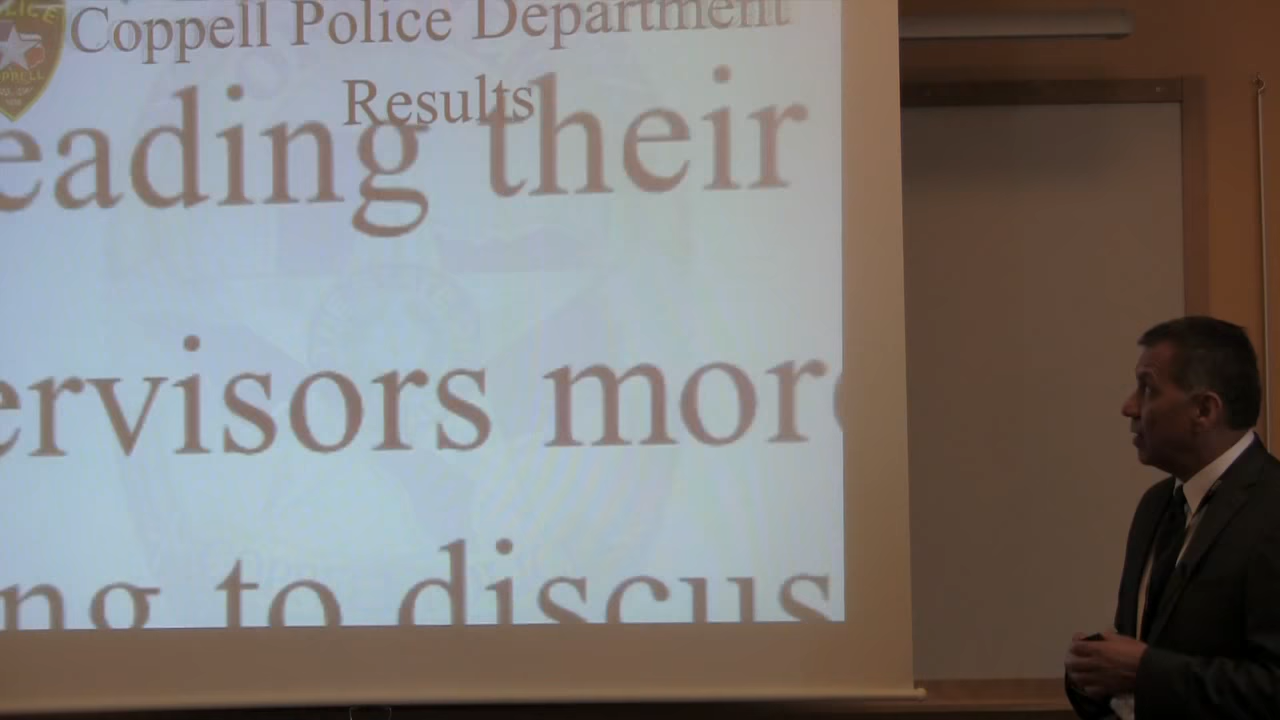 Coppell Police Department
Results
eading their
ervisors more
ng to discus